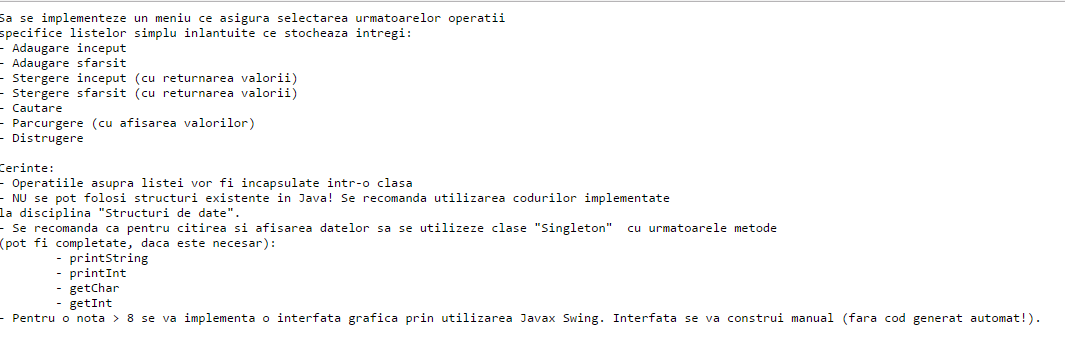 Sa se implementeze un meniu ce asigura selectarea urmatoarelor operatii
specifice listelor simplu inlantuite ce stocheaza intregi:
- Adaugare inceput
- Adaugare sfarsit
- Stergere inceput (cu returnarea valorii)
- Stergere sfarsit (cu returnarea valorii)
- Cautare
- Parcurgere (cu afisarea valorilor)
- Distrugere
Cerinte:
- Operatiile asupra listei vor fi incapsulate intr-o clasa
- NU se pot folosi structuri existente in Java! Se recomanda utilizarea codurilor implementate
la disciplina "Structuri de date".
- Se recomanda ca pentru citirea si afisarea datelor sa se utilizeze clase "Singleton"  cu urmatoarele metode
(pot fi completate, daca este necesar):
- printString
- printInt
- getChar
- getInt
- Pentru o nota > 8 se va implementa o interfata grafica prin utilizarea Javax Swing. Interfata se va construi manual (fara cod generat automat!).